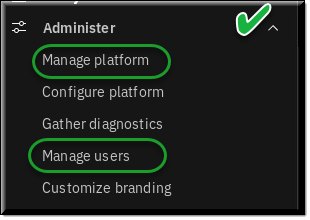 Administer
Manage platform
Configure platform
Gather diagnostics
Manage users
Customize branding